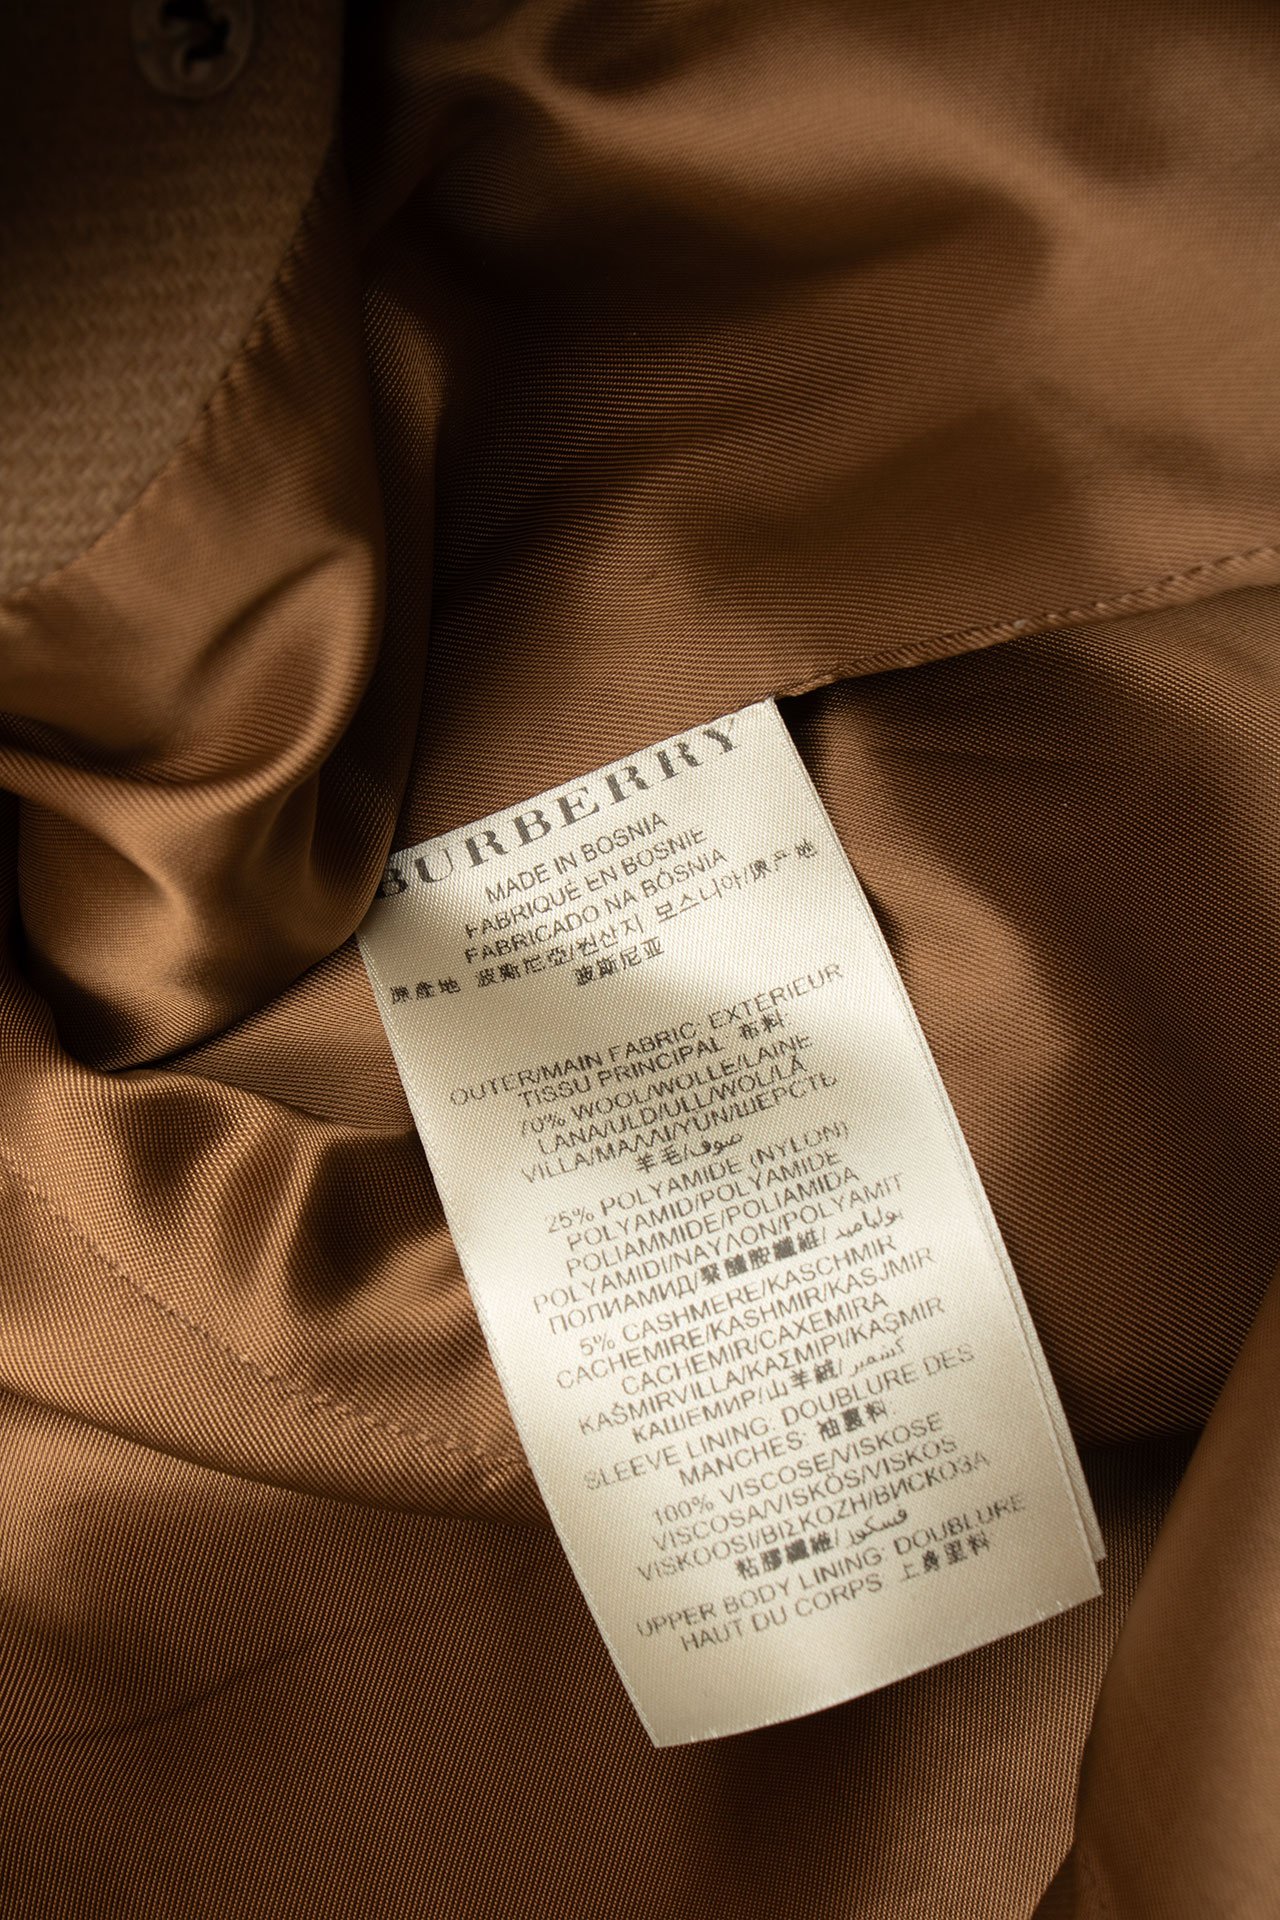 BURBERRY
MADE IN BOSNIA
FABRIQUÉ EN BOSNIE
FABRICADO NA BÓSNIA
原産地 波斯尼亞/원산지 보스니아/原产地
波斯尼亚
OUTER/MAIN FABRIC: EXTERIEUR
TISSU PRINCIPAL 布料
70% WOOL/WOLLE/LAINE
LANA/ULD/ULL/WOL/LÃ
VILLA/ΜΑΛΛΙ/YÜN/ШЕРСТЬ
羊毛/صوف
25% POLYAMIDE (NYLON)
POLYAMID/POLYAMIDE
POLIAMMIDE/POLIAMIDA
POLYAMIDI/ΝΑΥΛΟΝ/POLYAMIT
ПОЛИАМИД/聚醯胺纖維/بولياميد
5% CASHMERE/KASCHMIR
CACHEMIRE/KASHMIR/KASJMIR
CACHEMIR/CAXEMIRA
KAŠMIRVILLA/ΚΑΣΜΙΡΙ/KAŞMIR
КАШЕМИР/山羊絨/كشمير
SLEEVE LINING: DOUBLURE DES
MANCHES: 袖裏料
100% VISCOSE/VISKOSE
VISCOSA/VISKÓS/VISKOS
VISKOOSI/ΒΙΣΚΟΖΗ/ВИСКОЗА
粘膠纖維/فسكوز
UPPER BODY LINING: DOUBLURE
HAUT DU CORPS 上身里料